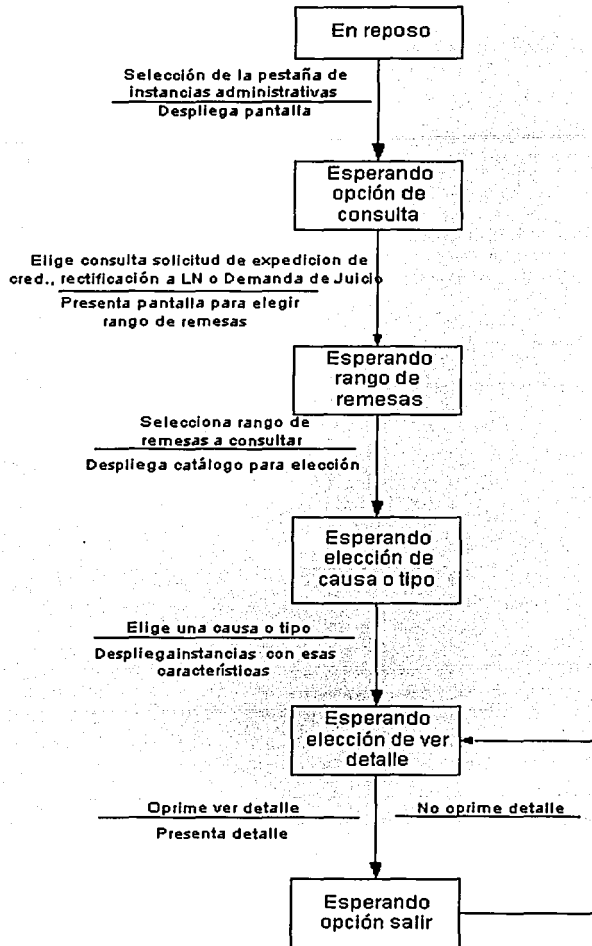 En reposo
Selección de la pestaña de
instancias administrativas
Despliega pantalla
Esperando
opción de
consulta
Elige consulta solicitud de expedicion de
cred., rectificación a LN o Demanda de Juicio
Presenta pantalla para elegir
rango de remesas
Esperando
rango de
remesas
Selecciona rango de
remesas a consultar
Despliega catálogo para elección
Esperando
elección de
causa o tipo
Elige una causa o tipo
Despliegainstancias con esas
características
Esperando
elección de ver
detalle
Oprime ver detalle
No oprime detalle
Presenta detalle
Esperando
opción salir